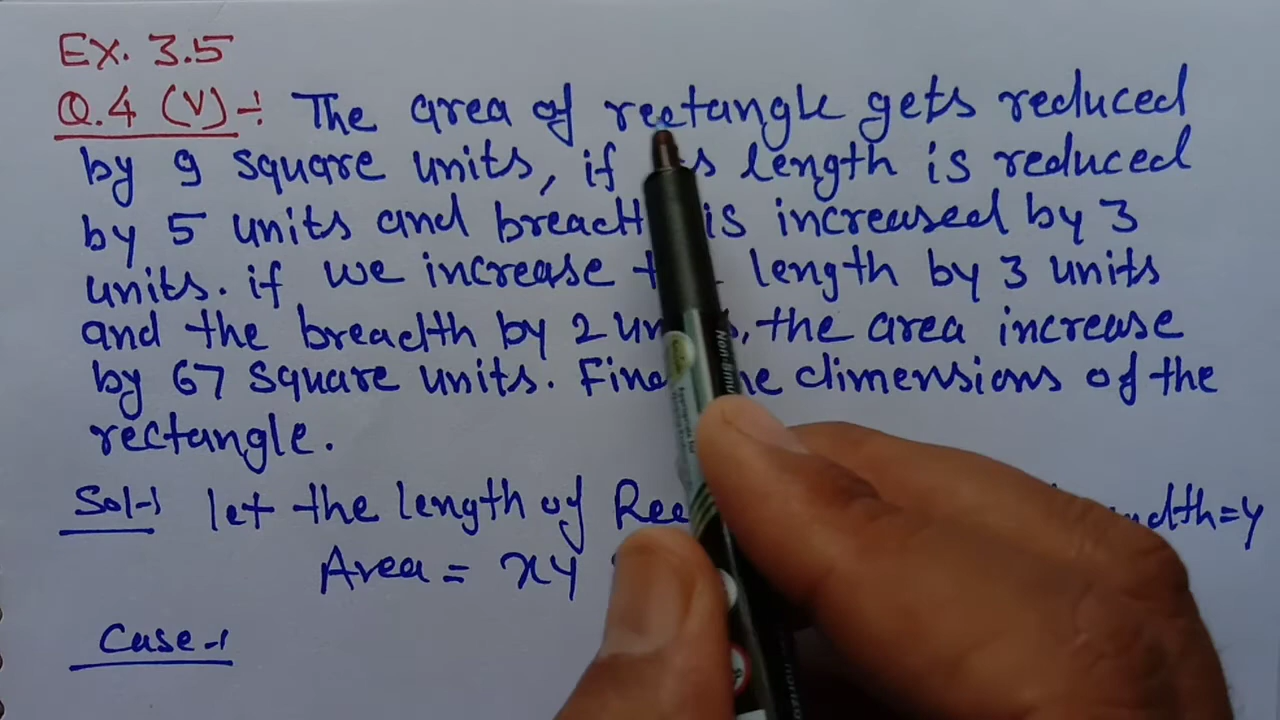 Ex. 3.5
Q.4 (V) -: The area of rectangle gets reduced
by 9 square units, if length is reduced
by 5 units and breadth is increased by 3
units. if we increase length by 3 units
and the breadth by 2 the area increase
by 67 square units. Find dimensions of the
rectangle.
Sol-) let the length of =y
Area = xy
Case-1